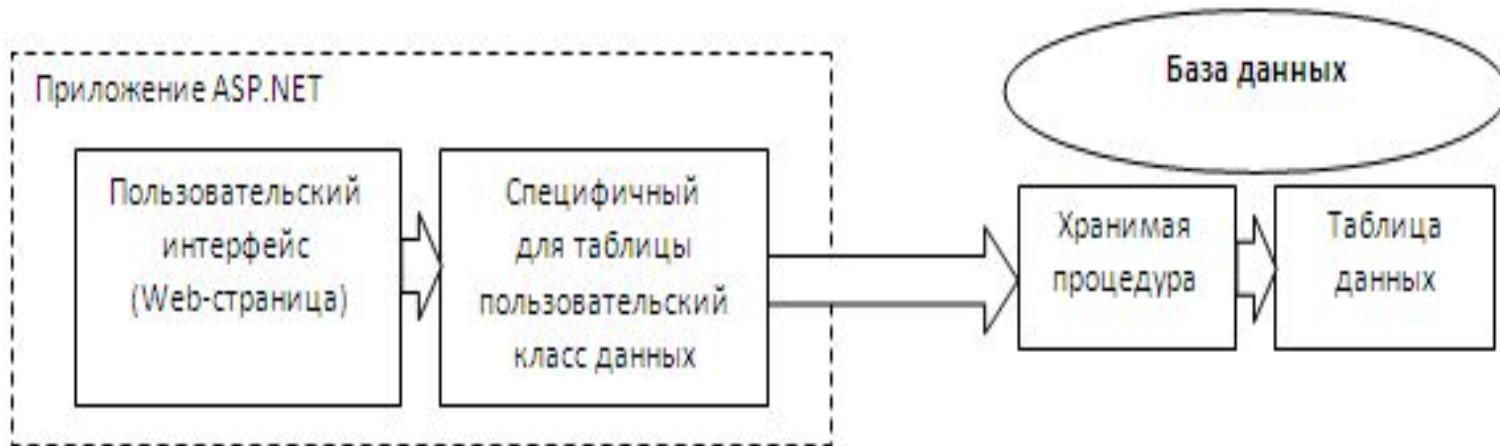 Приложение ASP.NET
Пользовательский
интерфейс
(Web-страница)
Специфичный
для таблицы
пользовательский
класс данных
База данных
Хранимая
процедура
Таблица
данных